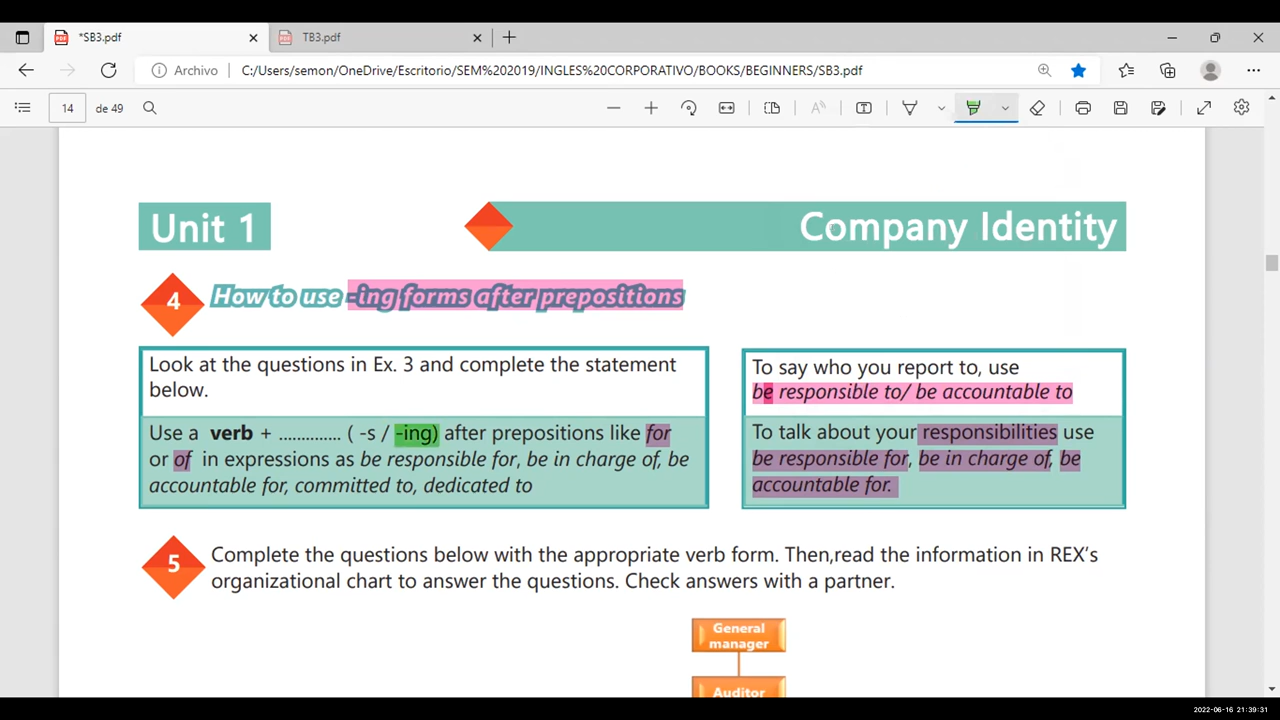 *SB3.pdf
TB3.pdf
Archivo
C:/Users/semon/OneDrive/Escritorio/SEM%202019/INGLES%20CORPORATIVO/BOOKS/BEGINNERS/SB3.pdf
14 de 49
Unit 1
Company Identity
4 How to use -ing forms after prepositions
Look at the questions in Ex. 3 and complete the statement
below.
Use a verb + .............. ( -s / -ing) after prepositions like for
or of in expressions as be responsible for, be in charge of, be
accountable for, committed to, dedicated to
To say who you report to, use
be responsible to/ be accountable to
To talk about your responsibilities use
be responsible for, be in charge of, be
accountable for.
5 Complete the questions below with the appropriate verb form. Then,read the information in REX's
organizational chart to answer the questions. Check answers with a partner.
General
manager
Auditor
2022-06-16 21:39:31